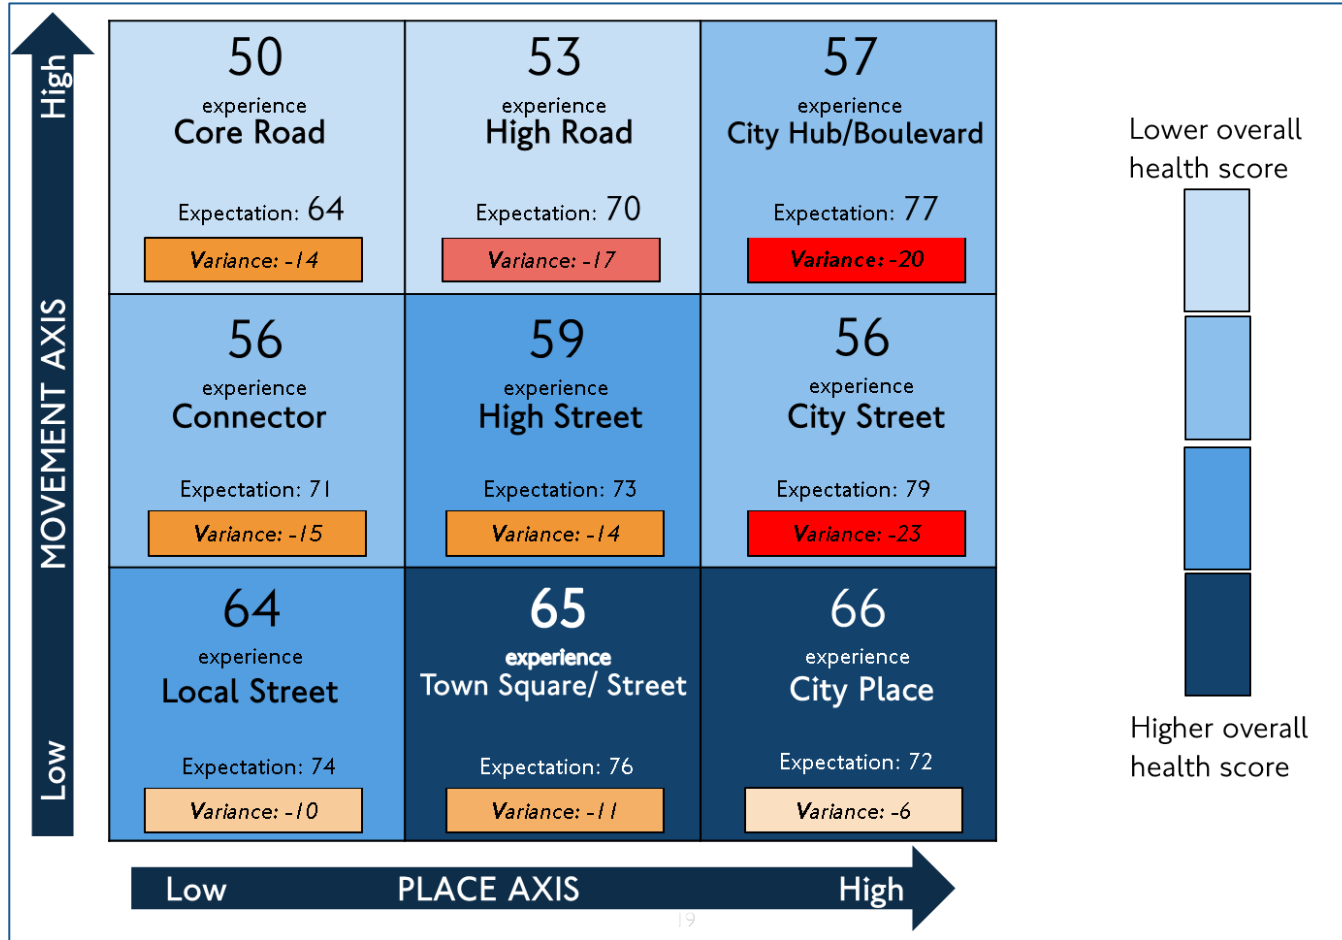 High
MOVEMENT AXIS
Low
50
experience
Core Road
Expectation: 64
Variance: -14
53
experience
High Road
Expectation: 70
Variance: -17
57
experience
City Hub/Boulevard
Expectation: 77
Variance: -20
56
experience
Connector
Expectation: 71
Variance: -15
59
experience
High Street
Expectation: 73
Variance: -14
56
experience
City Street
Expectation: 79
Variance: -23
64
experience
Local Street
Expectation: 74
Variance: -10
65
experience
Town Square/ Street
Expectation: 76
Variance: -11
66
experience
City Place
Expectation: 72
Variance: -6
Low
PLACE AXIS
High
19
Lower overall
health score
Higher overall
health score